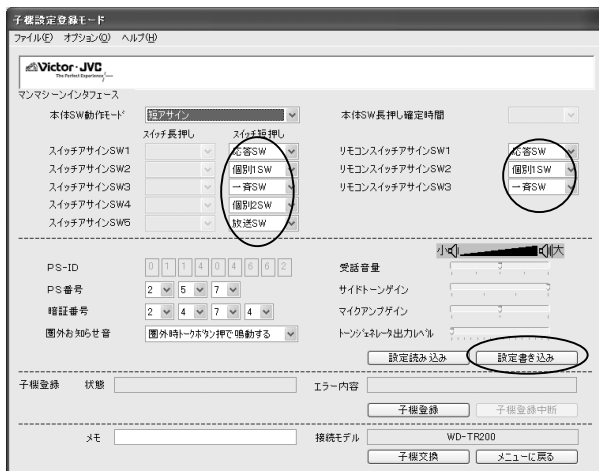 子機設定登録モード
ファイル(F) オプション(O) ヘルプ(H)
Victor・JVC
The Perfect Experience
マンマシーンインタフェース
本体SW動作モード 短アサイン 本体SW長押し確定時間
スイッチ長押し スイッチ短押し
スイッチアサインSW1 応答SW リモコンスイッチアサインSW1 応答SW
スイッチアサインSW2 個別1SW リモコンスイッチアサインSW2 個別1SW
スイッチアサインSW3 一斉SW リモコンスイッチアサインSW3 一斉SW
スイッチアサインSW4 個別2SW
スイッチアサインSW5 放送SW
小 大
PS-ID 0 1 1 4 0 4 6 6 2 受話音量
PS番号 2 5 7 サイドトーンゲイン
暗証番号 2 4 7 4 マイクアンプゲイン
圏外お知らせ音 圏外時トークボタン押で鳴動する トーンジェネレータ出力レベル
設定読み込み 設定書き込み
子機登録 状態 エラー内容
子機登録 子機登録中断
メモ 接続モデル WD-TR200
子機交換 メニューに戻る